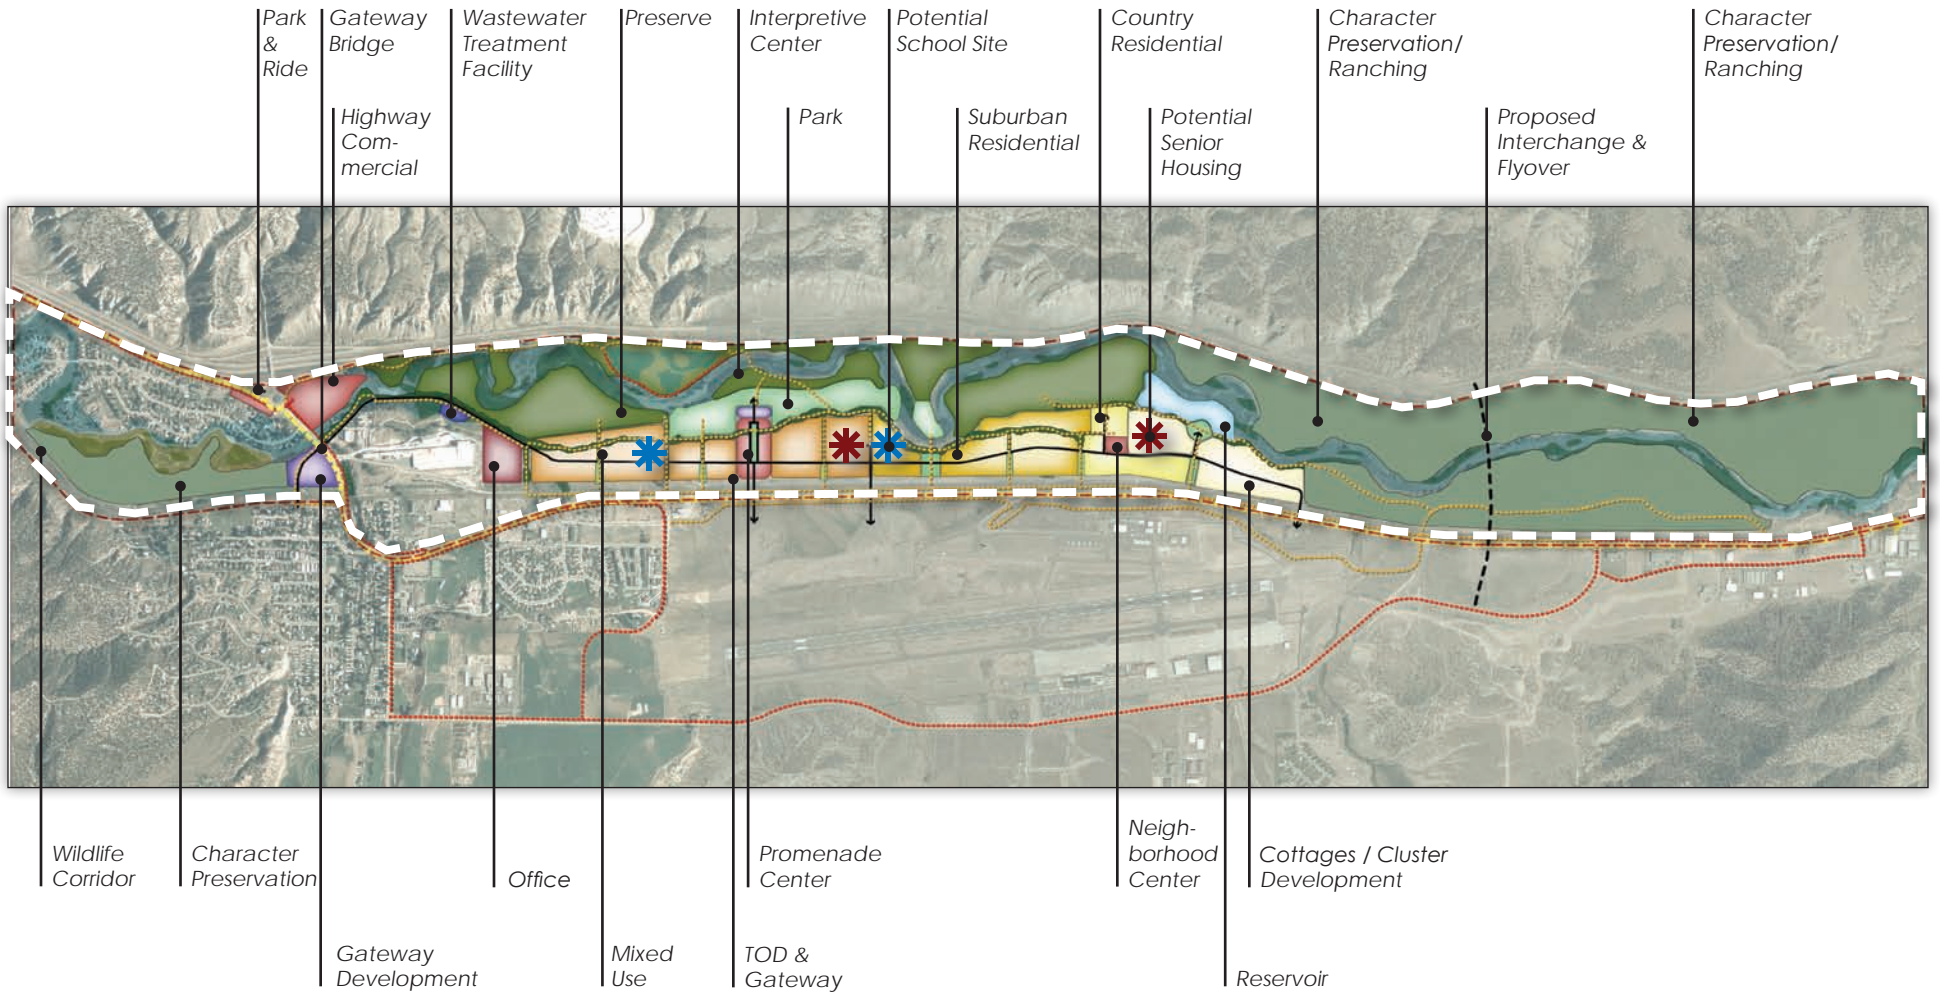 Park
&
Ride
Gateway
Bridge
Wastewater
Treatment
Facility
Preserve
Interpretive
Center
Potential
School Site
Country
Residential
Character
Preservation/
Ranching
Character
Preservation/
Ranching
Highway
Com-
mercial
Park
Suburban
Residential
Potential
Senior
Housing
Proposed
Interchange &
Flyover
Wildlife
Corridor
Character
Preservation
Office
Promenade
Center
Neigh-
borhood
Center
Cottages / Cluster
Development
Gateway
Development
Mixed
Use
TOD &
Gateway
Reservoir